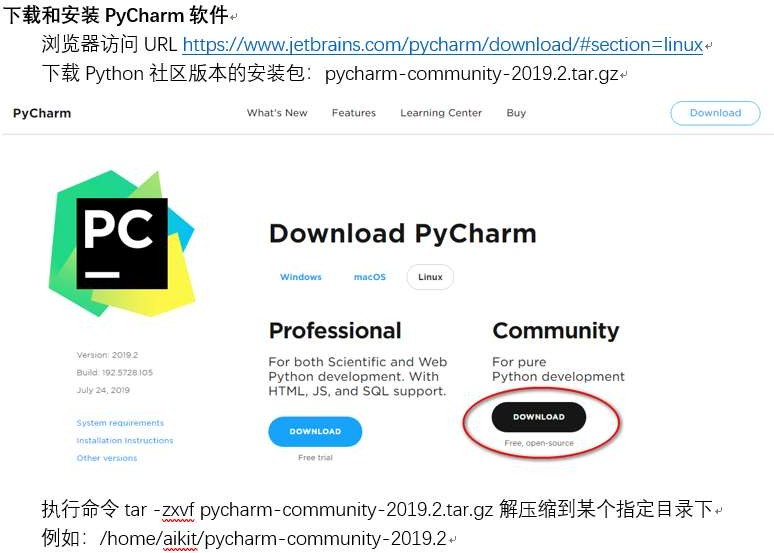 下载和安装 PyCharm 软件
浏览器访问 URL https://www.jetbrains.com/pycharm/download/#section=linux
下载 Python 社区版本的安装包：pycharm-community-2019.2.tar.gz
PyCharm
What's New
Features
Learning Center
Buy
Download
PC
Download PyCharm
Windows
macOS
Linux
Professional
For both Scientific and Web
Python development. With
HTML, JS, and SQL support.
DOWNLOAD
Free trial
Community
For pure
Python development
DOWNLOAD
Free, open-source
Version: 2019.2
Build: 192.5728.105
July 24, 2019
System requirements
Installation Instructions
Other versions
执行命令 tar -zxvf pycharm-community-2019.2.tar.gz 解压缩到某个指定目录下
例如：/home/aikit/pycharm-community-2019.2